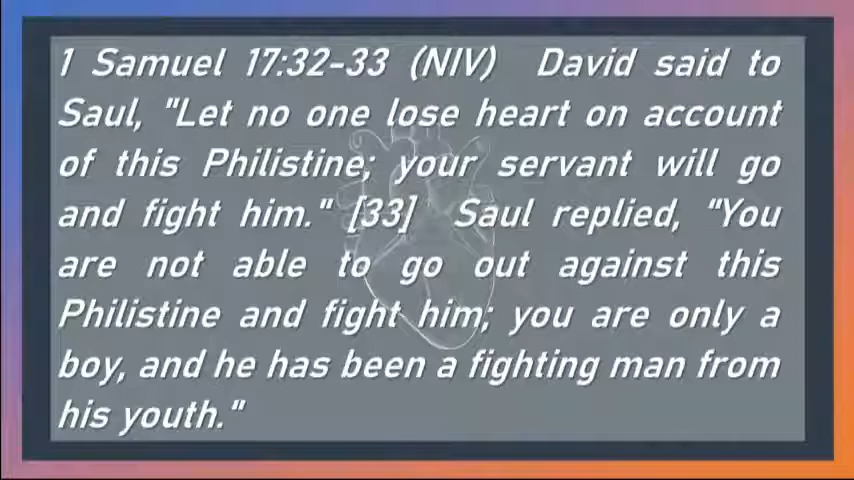 1 Samuel 17:32-33 (NIV) David said to
Saul, "Let no one lose heart on account
of this Philistine; your servant will go
and fight him." [33] Saul replied, "You
are not able to go out against this
Philistine and fight him; you are only a
boy, and he has been a fighting man from
his youth."